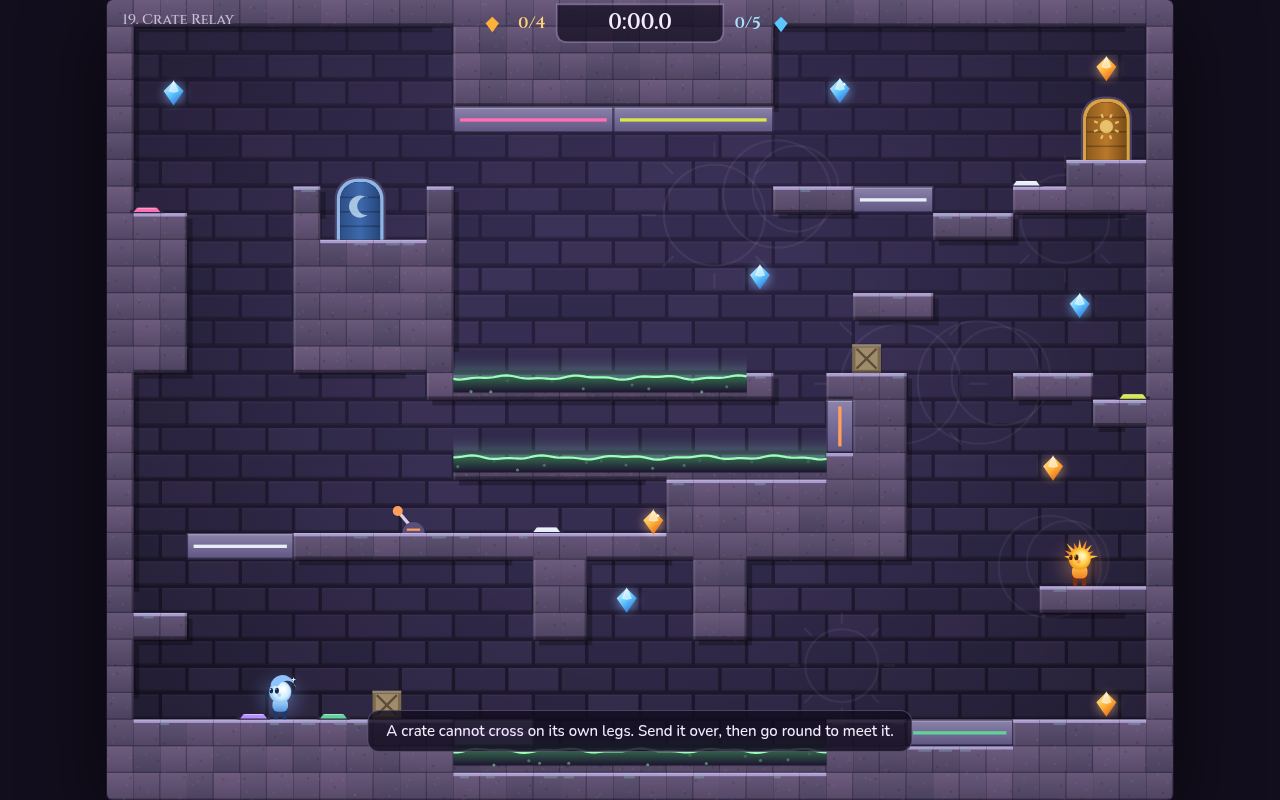 19. Crate Relay
0/4
0:00.0
0/5
A crate cannot cross on its own legs. Send it over, then go round to meet it.